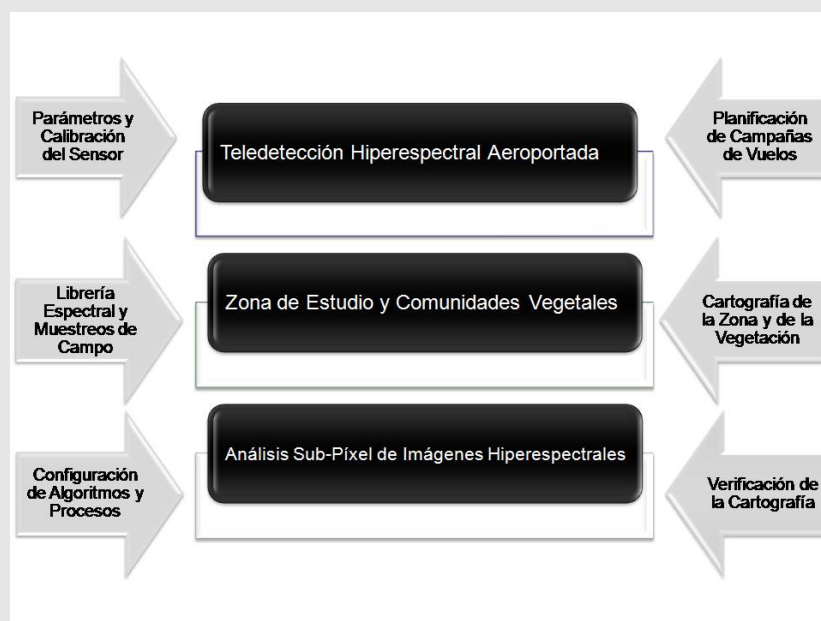 Parámetros y
Calibración
del Sensor
Teledetección Hiperespectral Aeroportada
Planificación
de Campañas
de Vuelos
Librería
Espectral y
Muestreos de
Campo
Zona de Estudio y Comunidades Vegetales
Cartografía de
la Zona y de la
Vegetación
Configuración
de Algoritmos y
Procesos
Análisis Sub-Píxel de Imágenes Hiperespectrales
Verificación de
la Cartografía